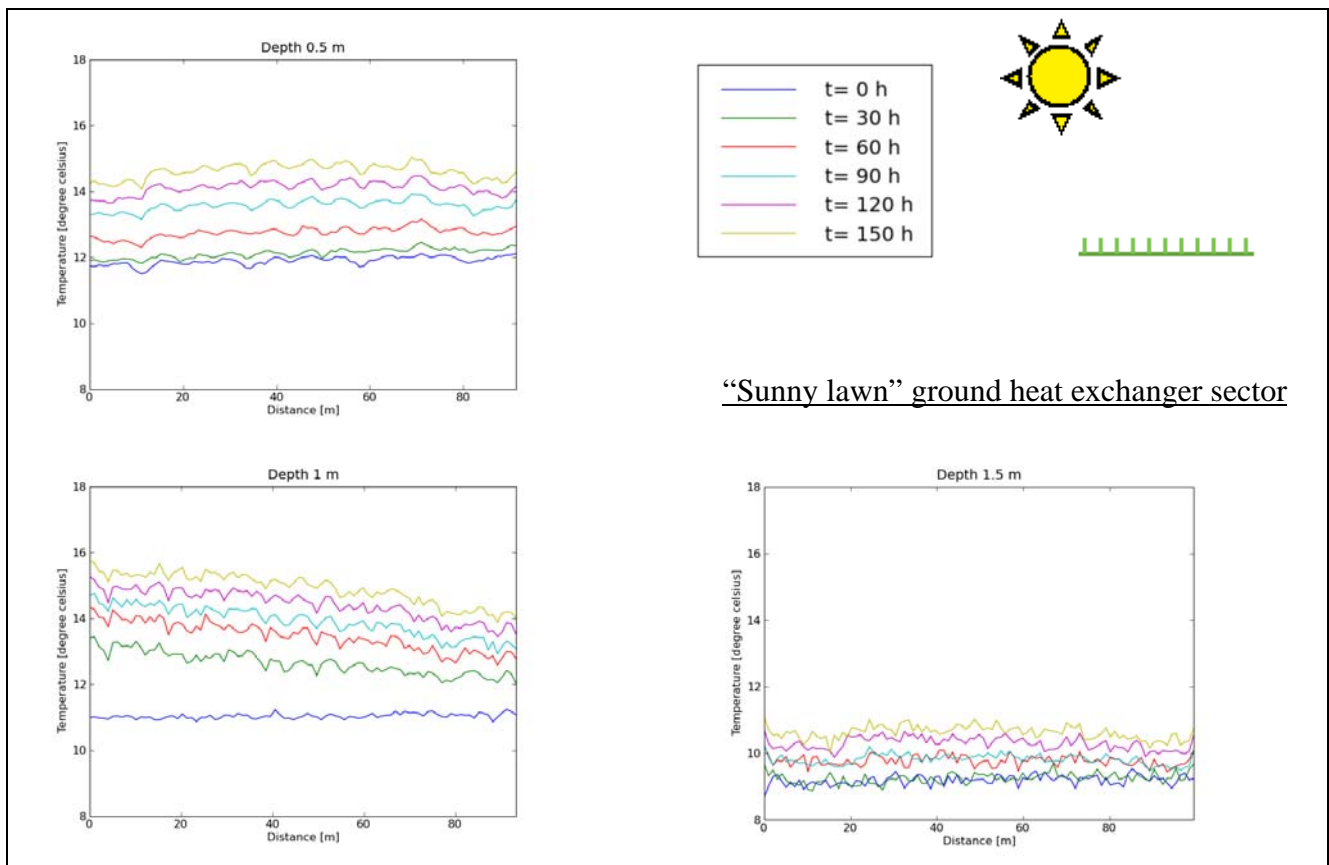 Depth 0.5 m
18
16
14
12
10
8
Temperature [degree celsius]
0 20 40 60 80
Distance [m]
t= 0 h
t= 30 h
t= 60 h
t= 90 h
t= 120 h
t= 150 h
“Sunny lawn” ground heat exchanger sector
Depth 1 m
18
16
14
12
10
8
Temperature [degree celsius]
0 20 40 60 80
Distance [m]
Depth 1.5 m
18
16
14
12
10
8
Temperature [degree celsius]
0 20 40 60 80
Distance [m]